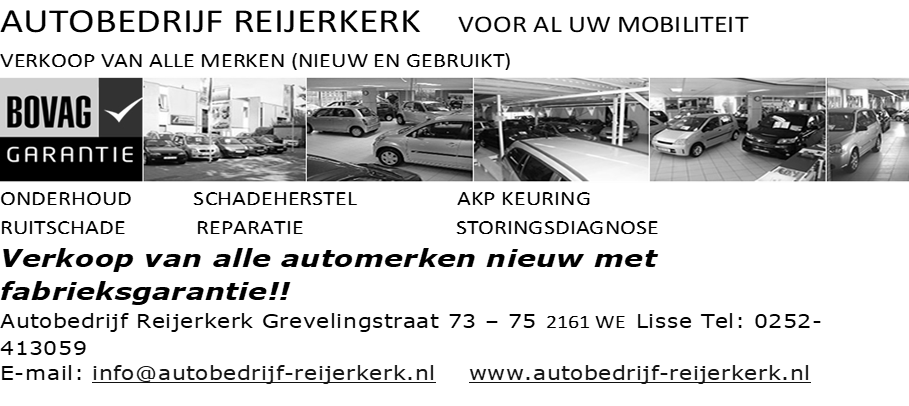 AUTOBEDRIJF REIJERKERK VOOR AL UW MOBILITEIT
VERKOOP VAN ALLE MERKEN (NIEUW EN GEBRUIKT)
BOVAG
GARANTIE
ONDERHOUD SCHADEHERSTEL AKP KEURING
RUITSCHADE REPARATIE STORINGSDIAGNOSE
Verkoop van alle automerken nieuw met
fabrieksgarantie!!
Autobedrijf Reijerkerk Grevelingstraat 73 – 75 2161 WE Lisse Tel: 0252-
413059
E-mail: info@autobedrijf-reijerkerk.nl www.autobedrijf-reijerkerk.nl